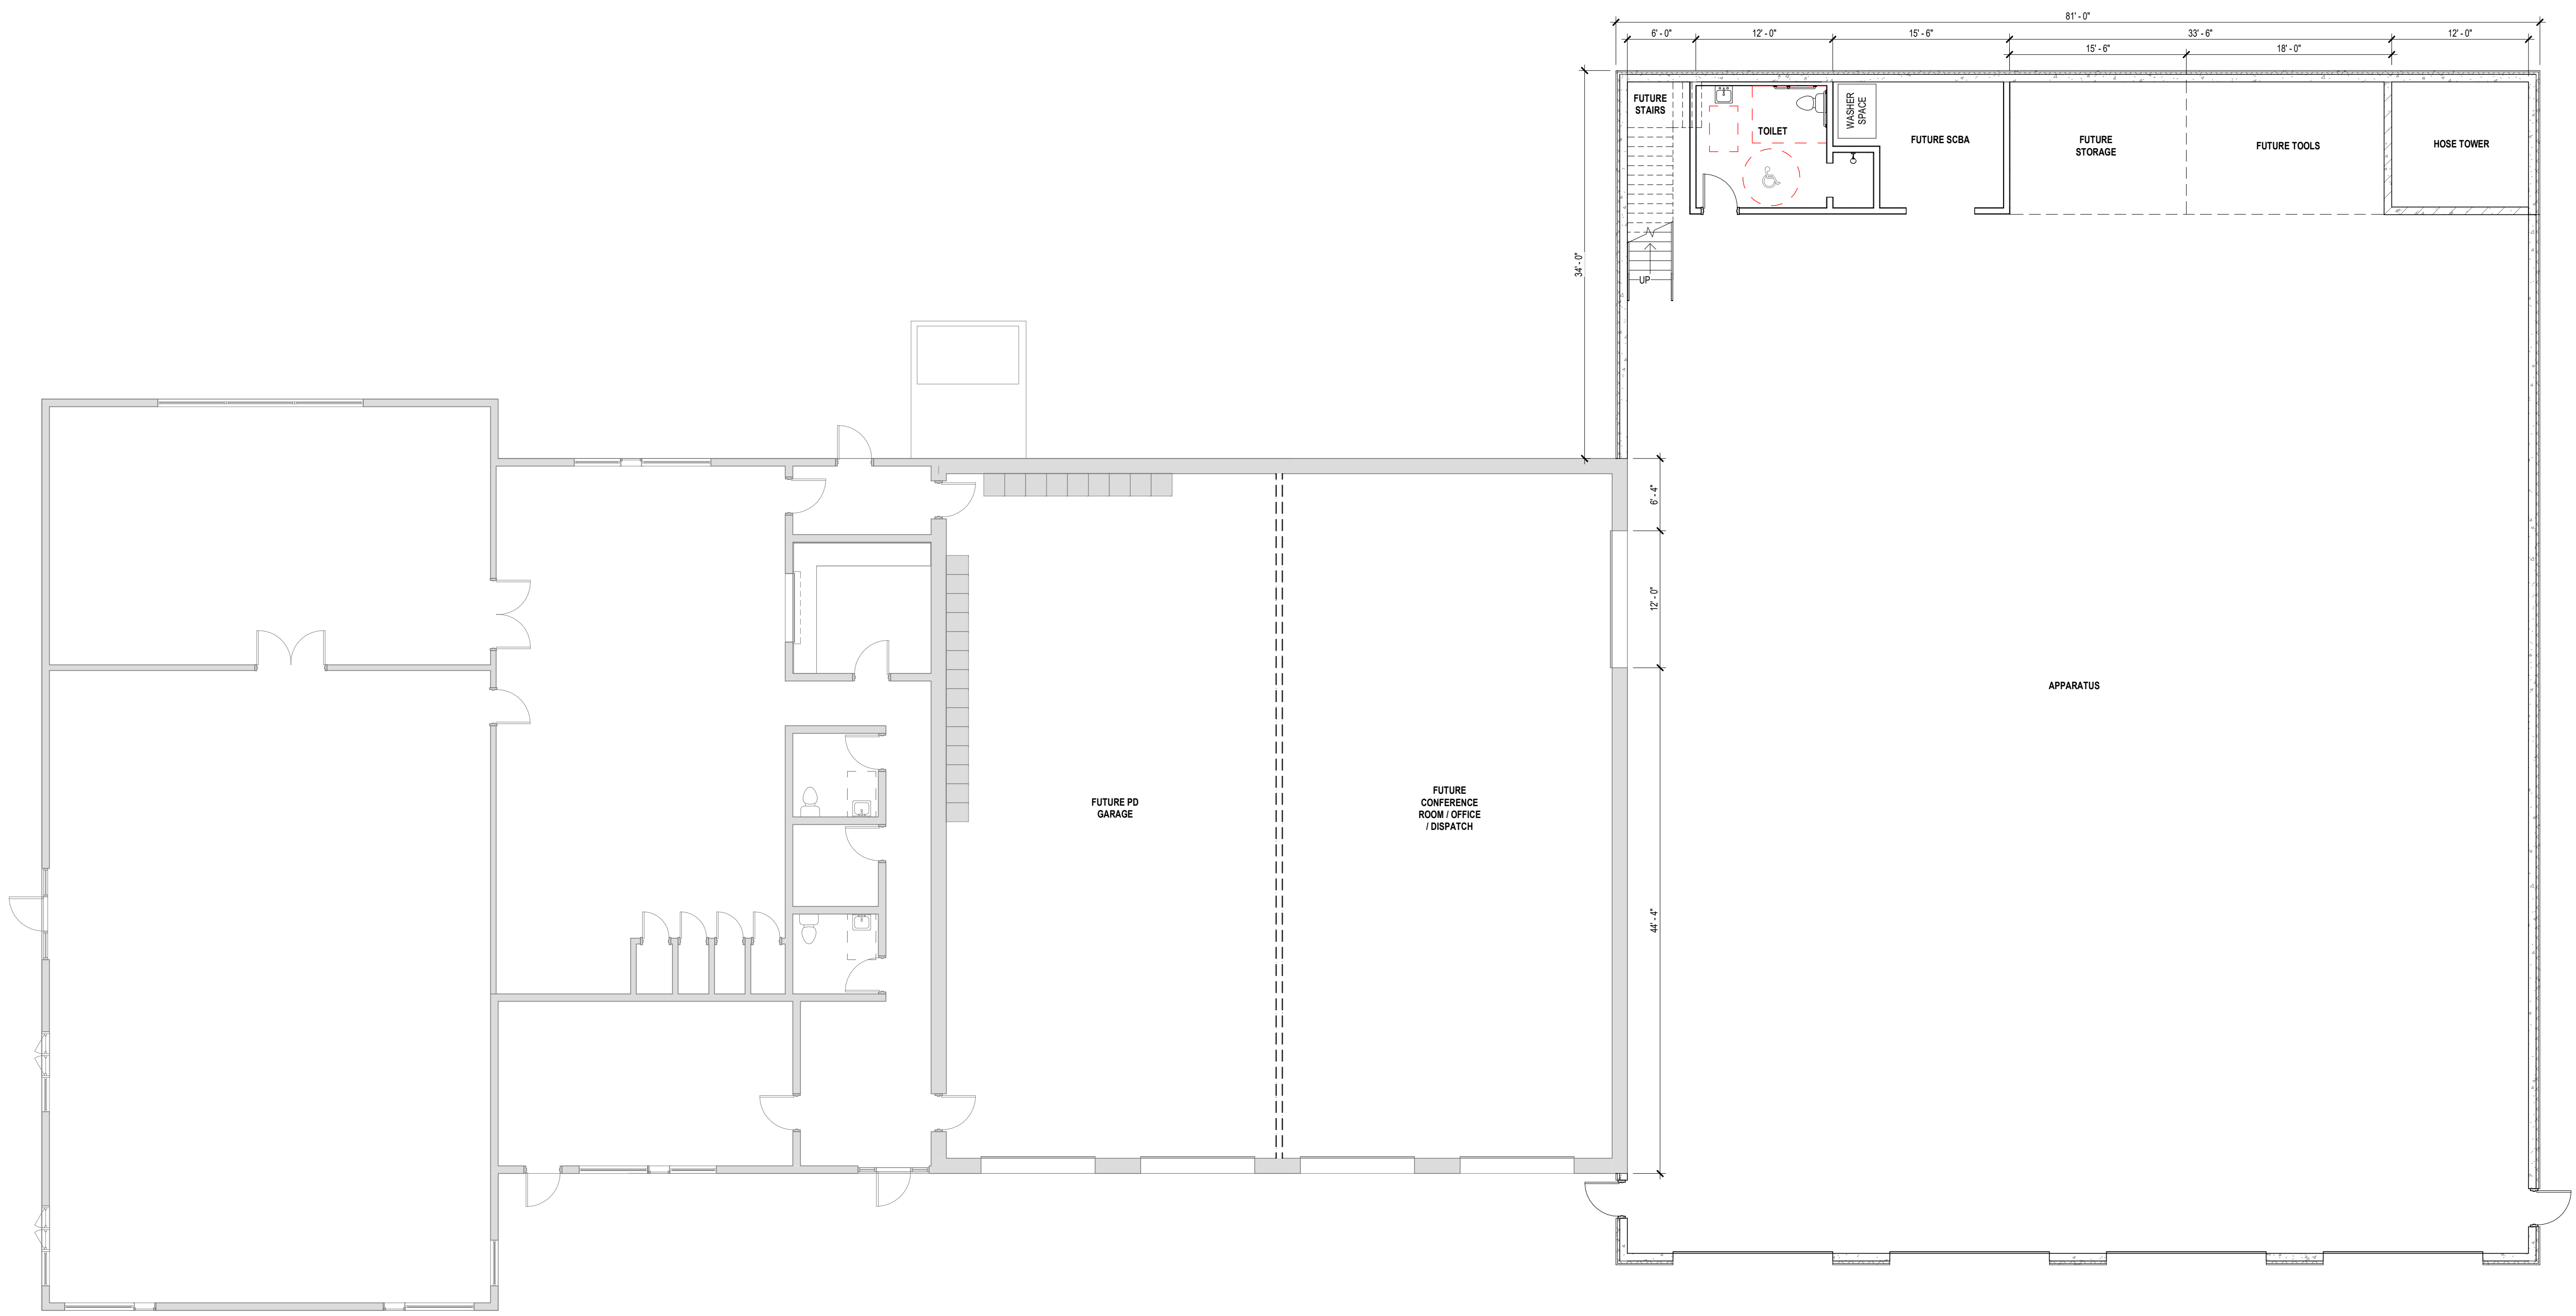 81' - 0"
6' - 0"
12' - 0"
15' - 6"
33' - 6"
12' - 0"
15' - 6"
18' - 0"
FUTURE
STAIRS
TOILET
WASHER
SPACE
FUTURE SCBA
FUTURE
STORAGE
FUTURE TOOLS
HOSE TOWER
34' - 0"
UP
6' - 4"
12' - 0"
APPARATUS
FUTURE PD
GARAGE
FUTURE
CONFERENCE
ROOM / OFFICE
/ DISPATCH
44' - 4"